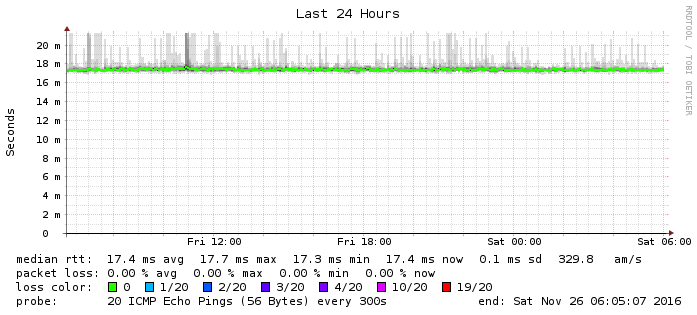 Last 24 Hours
RRDTOOL / TOBI OETIKER
Seconds
20 m
18 m
16 m
14 m
12 m
10 m
8 m
6 m
4 m
2 m
0
Fri 12:00 Fri 18:00 Sat 00:00 Sat 06:00
median rtt: 17.4 ms avg 17.7 ms max 17.3 ms min 17.4 ms now 0.1 ms sd 329.8 am/s
packet loss: 0.00 % avg 0.00 % max 0.00 % min 0.00 % now
loss color: 0 1/20 2/20 3/20 4/20 10/20 19/20
probe: 20 ICMP Echo Pings (56 Bytes) every 300s end: Sat Nov 26 06:05:07 2016